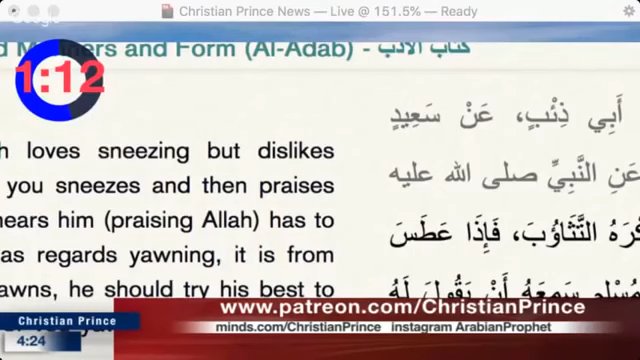 Christian Prince News — Live @ 151.5% — Ready
Google
d Manners and Form (Al-Adab) - كتاب الأدب
1:12
أَبِي ذِئْبٍ، عَنْ سَعِيدٍ
h loves sneezing but dislikes
عَنِ النَّبِيِّ صلى الله عليه
you sneezes and then praises
hears him (praising Allah) has to
كْرَهُ التَّثَاؤُبَ، فَإِذَا عَطَسَ
as regards yawning, it is from
awns, he should try his best to
مُسْلِمٍ سَمِعَهُ أَنْ يَقُولَ لَهُ
www.patreon.com/ChristianPrince
Christian Prince
minds.com/ChristianPrince instagram ArabianProphet
4:24